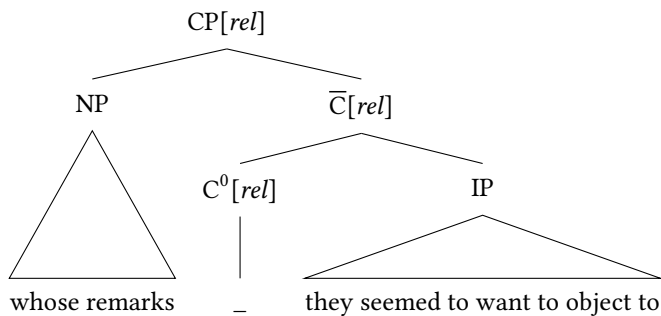 CP[rel]
NP C̅[rel]
C⁰[rel] IP
whose remarks _ they seemed to want to object to